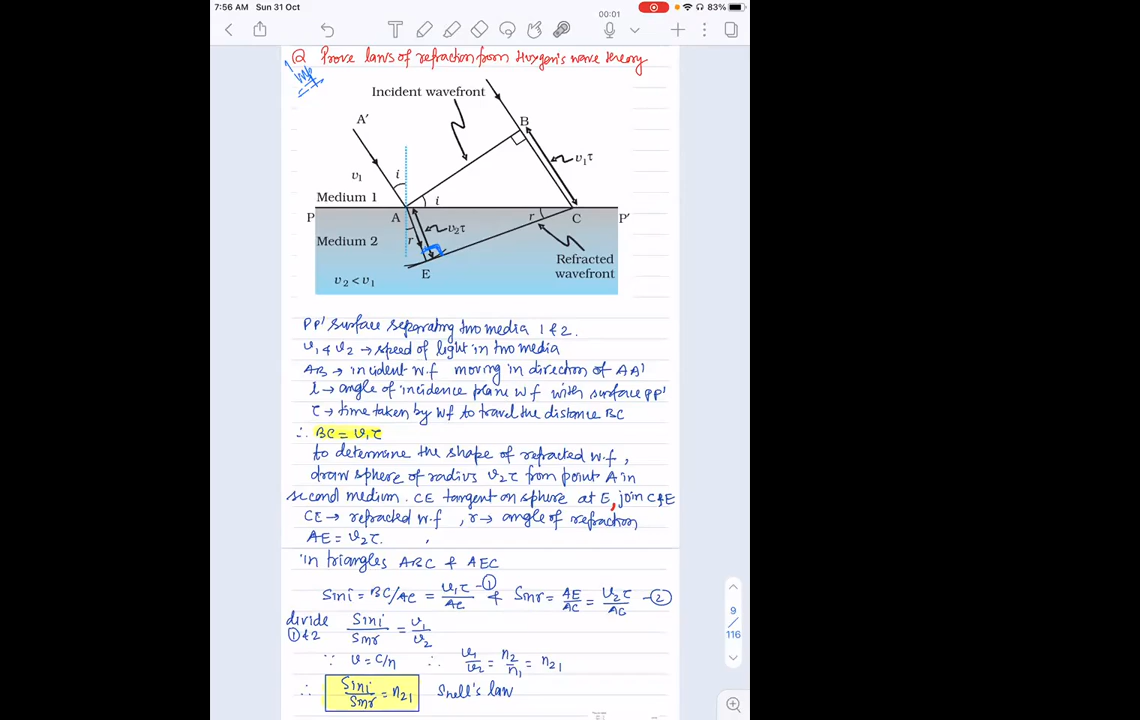 7:56 AM Sun 31 Oct
00:01
83%
Q Prove laws of refraction from Huygen's wave theory
Imp
Incident wavefront
A′
B
v₁τ
v₁
i
Medium 1
i
P
A
r
C
P′
v₂τ
Medium 2
r
Refracted
wavefront
E
v₂ < v₁
PP' surface separating two media 1 & 2.
v₁ & v₂ → speed of light in two media
AB → incident w.f moving in direction of AA'
i → angle of incidence plane wf with surface PP'
τ → time taken by wf to travel the distance BC
∴ BC = v₁τ
to determine the shape of refracted w.f,
draw sphere of radius v₂τ from point A in
second medium. CE tangent on sphere at E, join C & E
CE → refracted w.f , r → angle of refraction
AE = v₂τ.
in triangles ABC & AEC
Sini = BC/AC = v₁τ/AC -① & Sinr = AE/AC = v₂τ/AC -②
divide ① & 2 Sini/Sinr = v₁/v₂
∵ v = c/n ∴ v₁/v₂ = n₂/n₁ = n₂₁
∴ Sini/Sinr = n₂₁ Snell's law
9
/
116